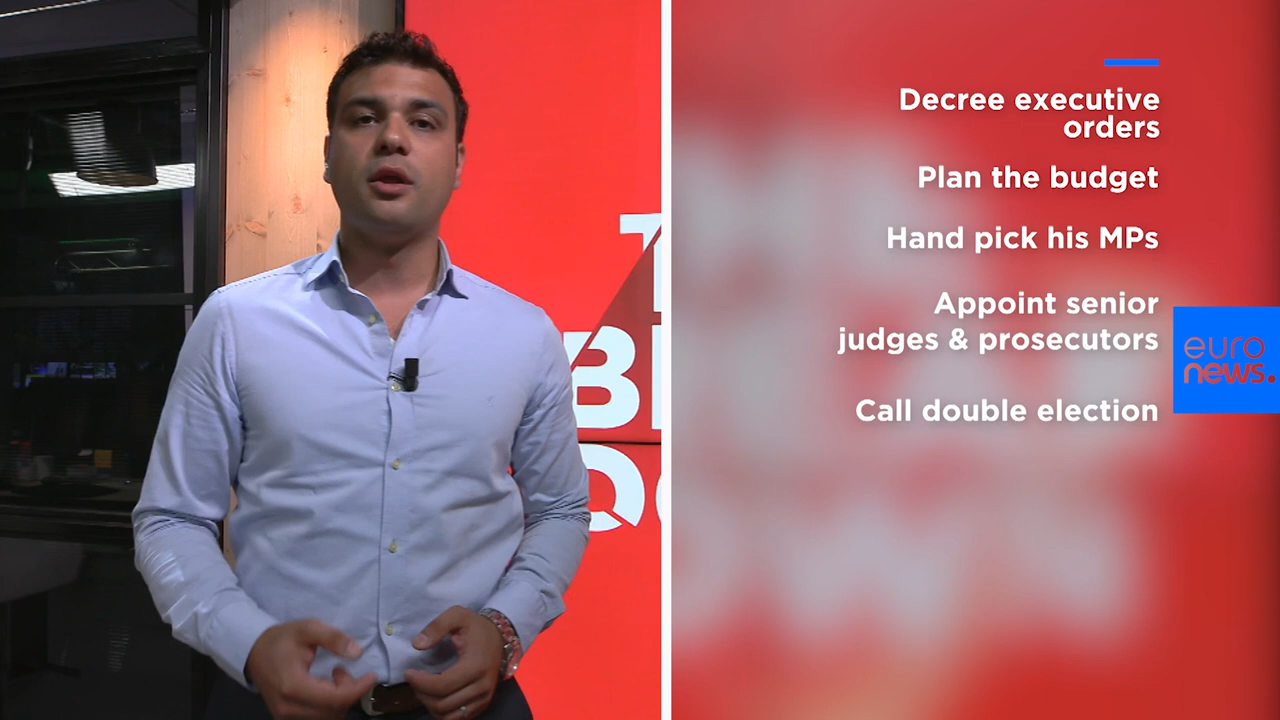 Decree executive
orders
Plan the budget
Hand pick his MPs
Appoint senior
judges & prosecutors
Call double election
euro
news.